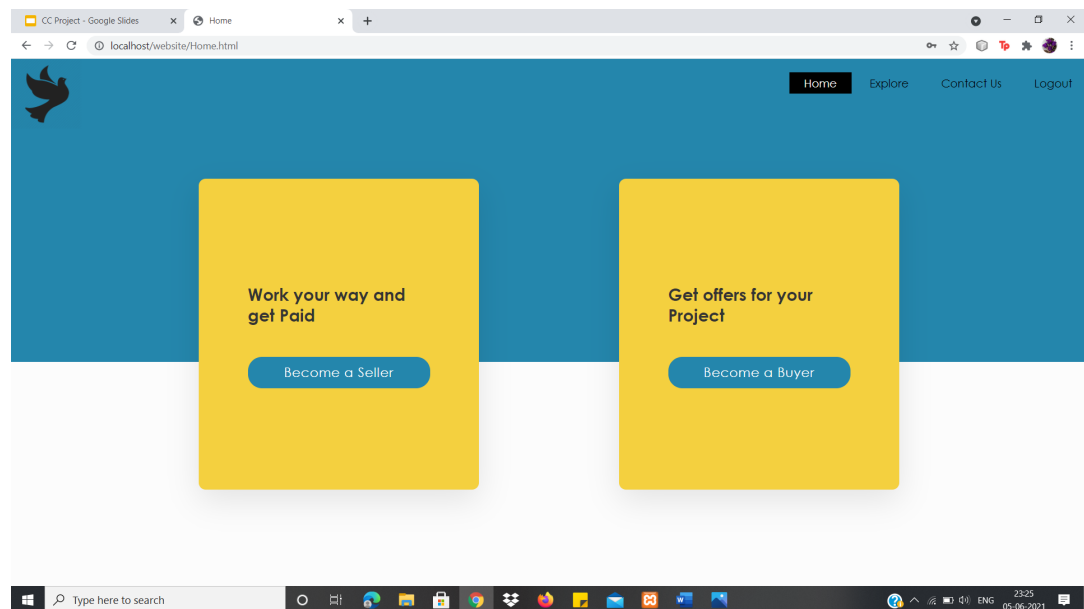 CC Project - Google Slides
Home
localhost/website/Home.html
Tp
Home
Explore
Contact Us
Logout
Work your way and
get Paid
Become a Seller
Get offers for your
Project
Become a Buyer
Type here to search
ENG
23:25
05-06-2021